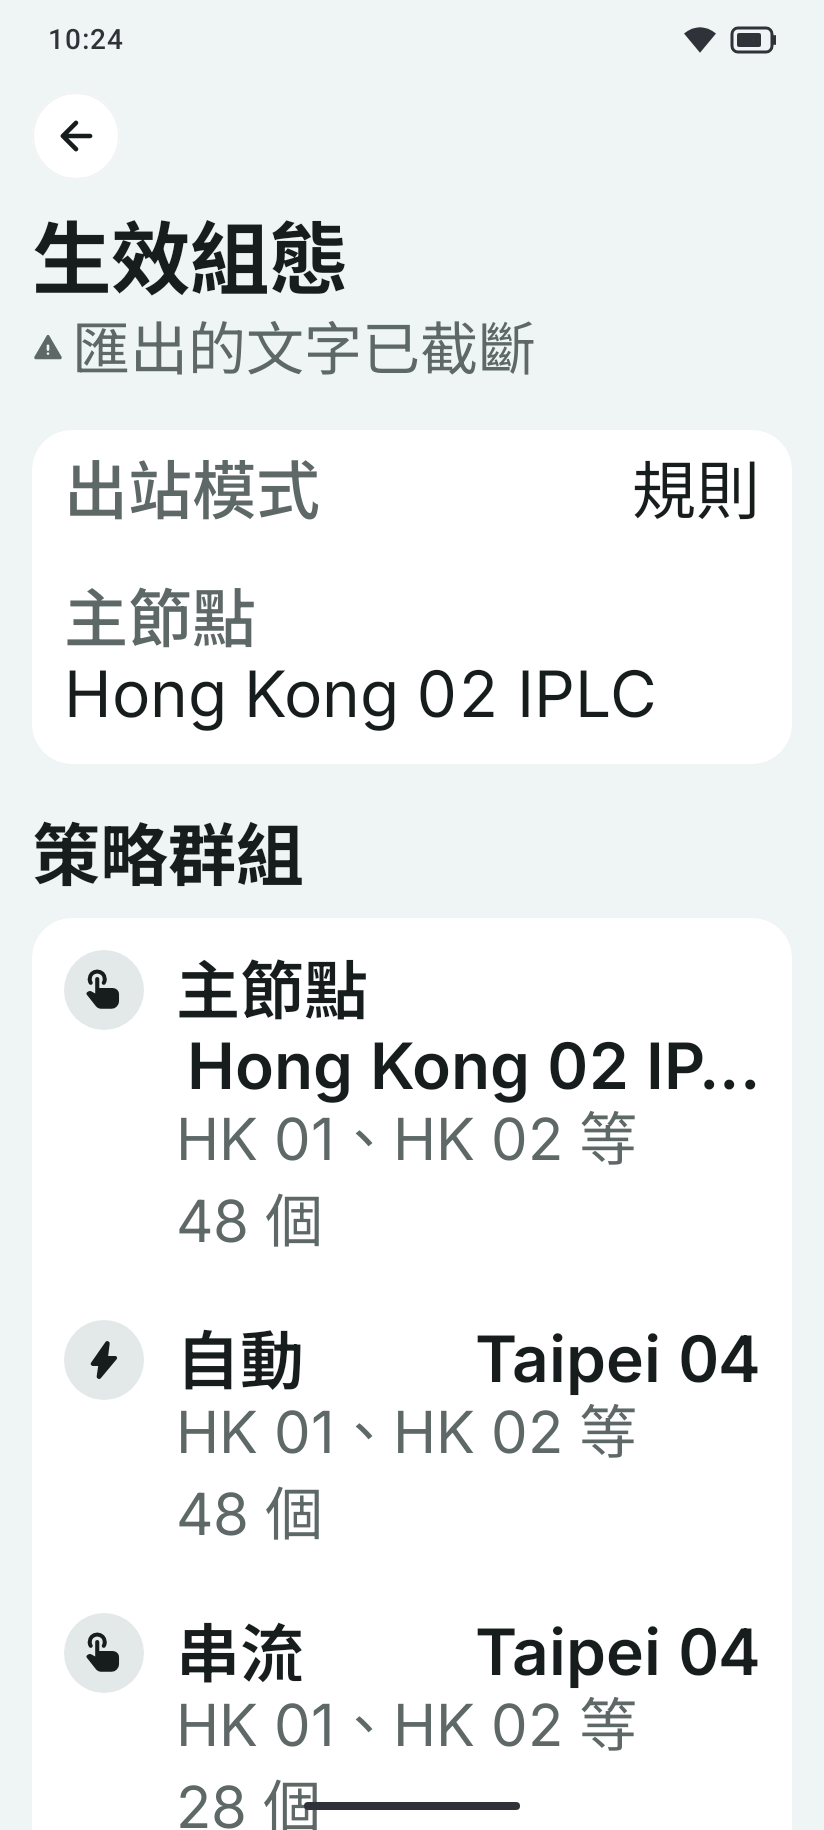 10:24
生效組態
匯出的文字已截斷
出站模式 規則
主節點
Hong Kong 02 IPLC
策略群組
主節點
Hong Kong 02 IP...
HK 01、HK 02 等
48 個
自動 Taipei 04
HK 01、HK 02 等
48 個
串流 Taipei 04
HK 01、HK 02 等
28 個